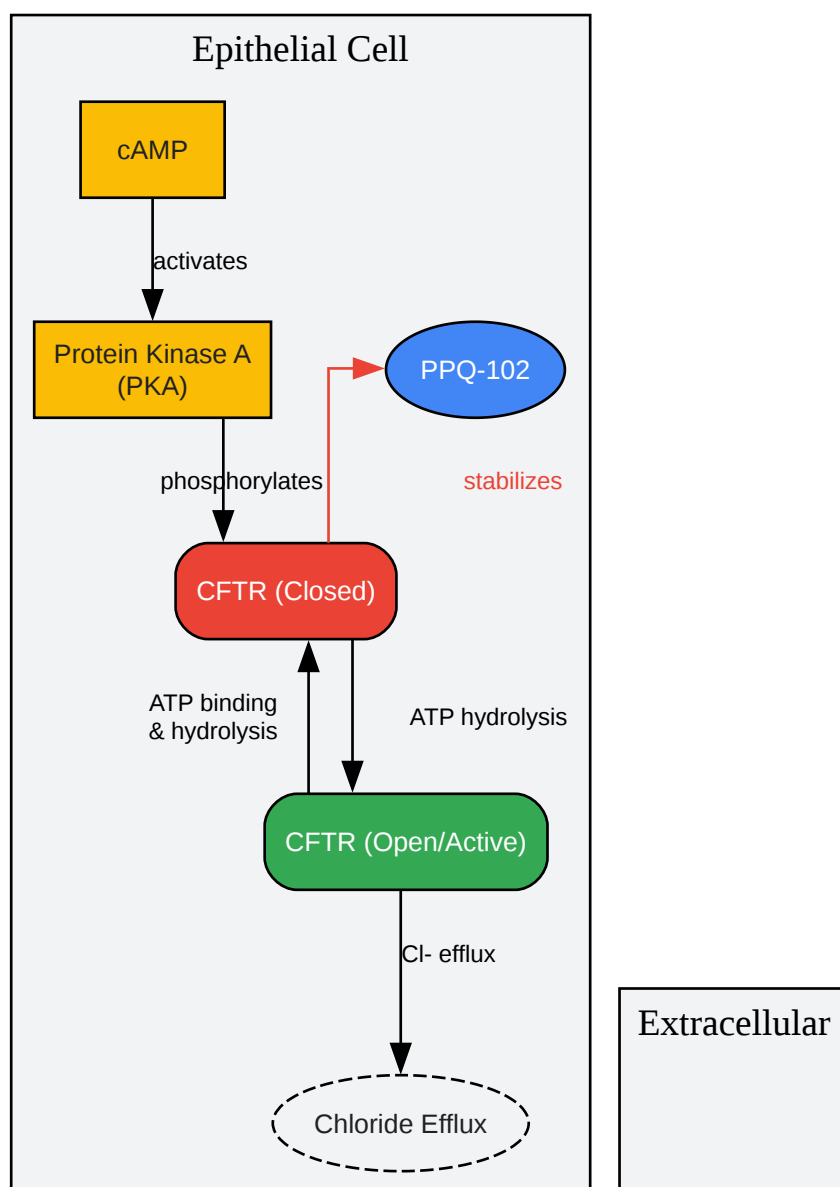 Epithelial Cell
cAMP
activates
Protein Kinase A
(PKA)
PPQ-102
phosphorylates
stabilizes
CFTR (Closed)
ATP binding
& hydrolysis
ATP hydrolysis
CFTR (Open/Active)
Cl- efflux
Extracellular
Chloride Efflux